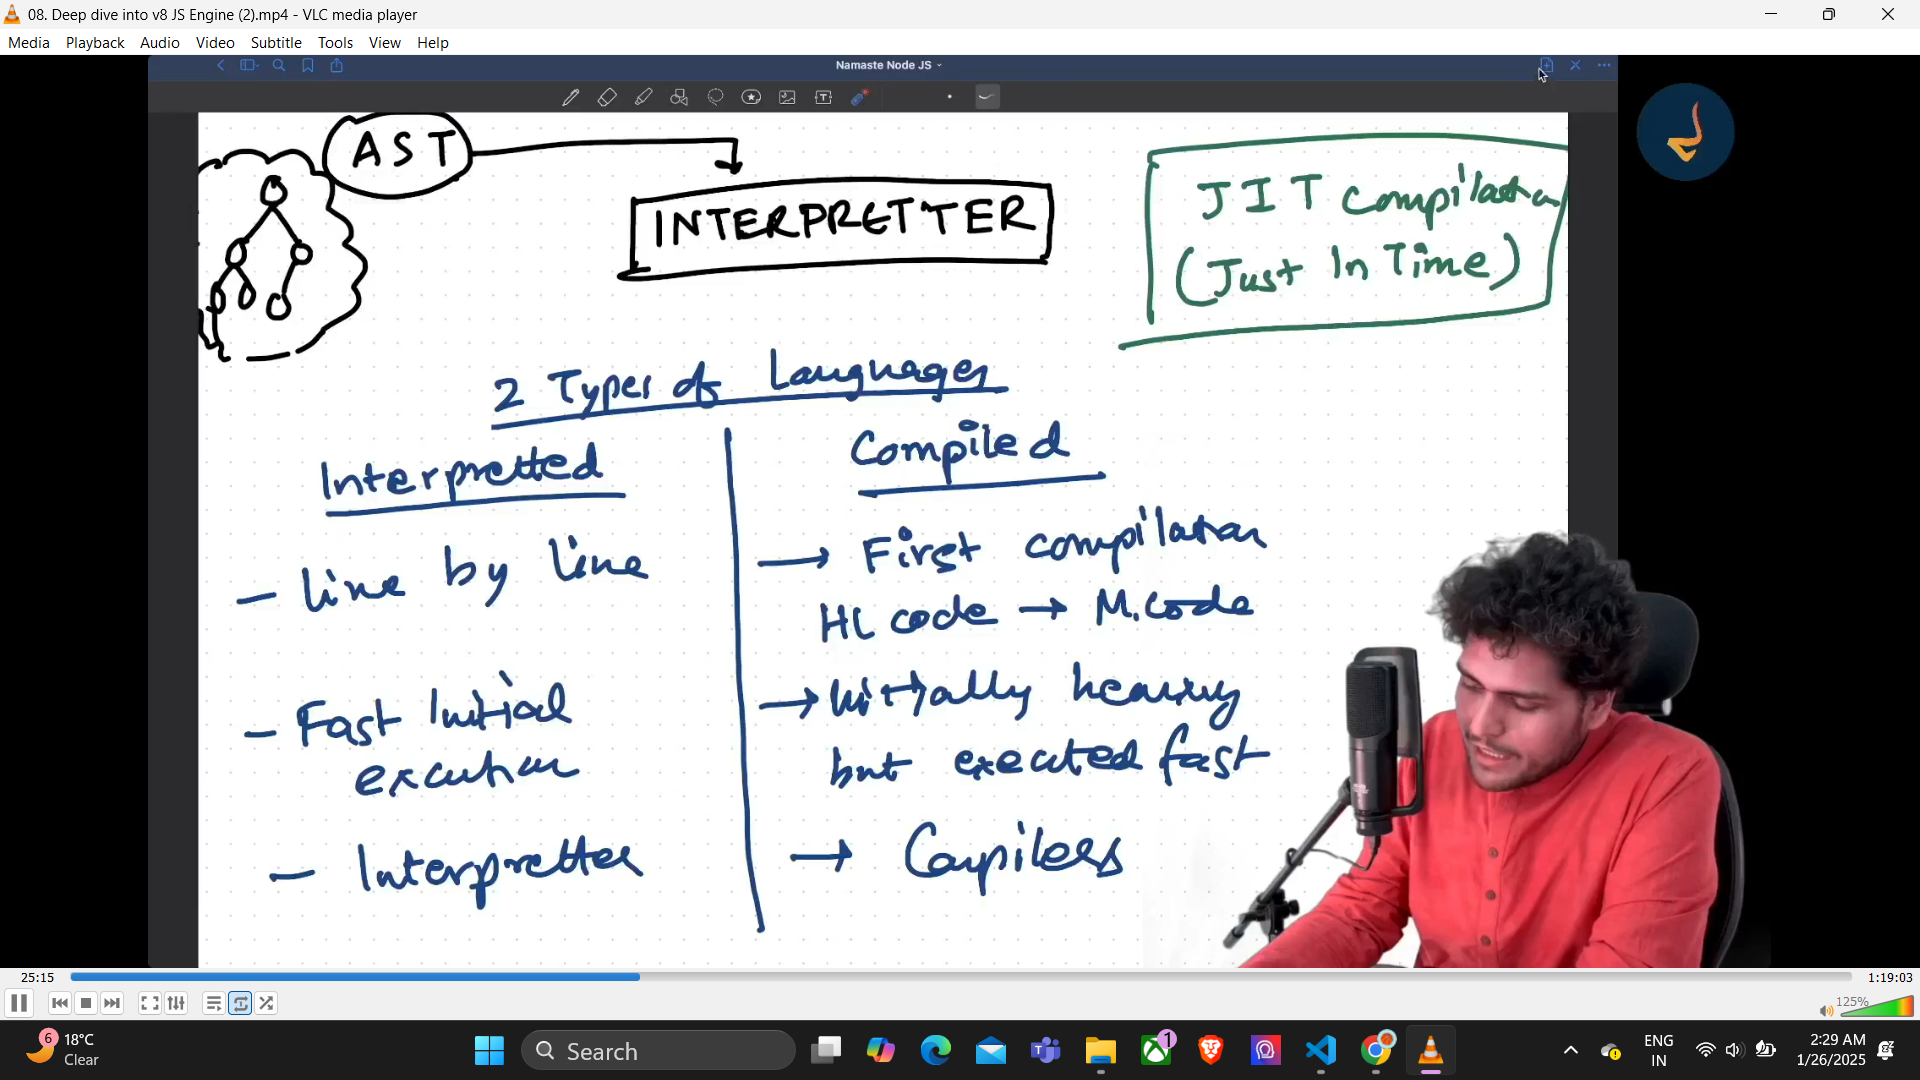 08. Deep dive into v8 JS Engine (2).mp4 - VLC media player
Media Playback Audio Video Subtitle Tools View Help
Namaste Node JS
AST
INTERPRETTER
JIT Compilation
(Just In Time)
2 Types of Languages
Interpretted
Compiled
- line by line
→ First compilation
HL code → M.code
- Fast Initial
execution
→ Initially heavy
but executed fast
- Interpretter
→ Compilers
25:15
1:19:03
125%
6
18°C
Clear
Search
1
ENG
IN
2:29 AM
1/26/2025